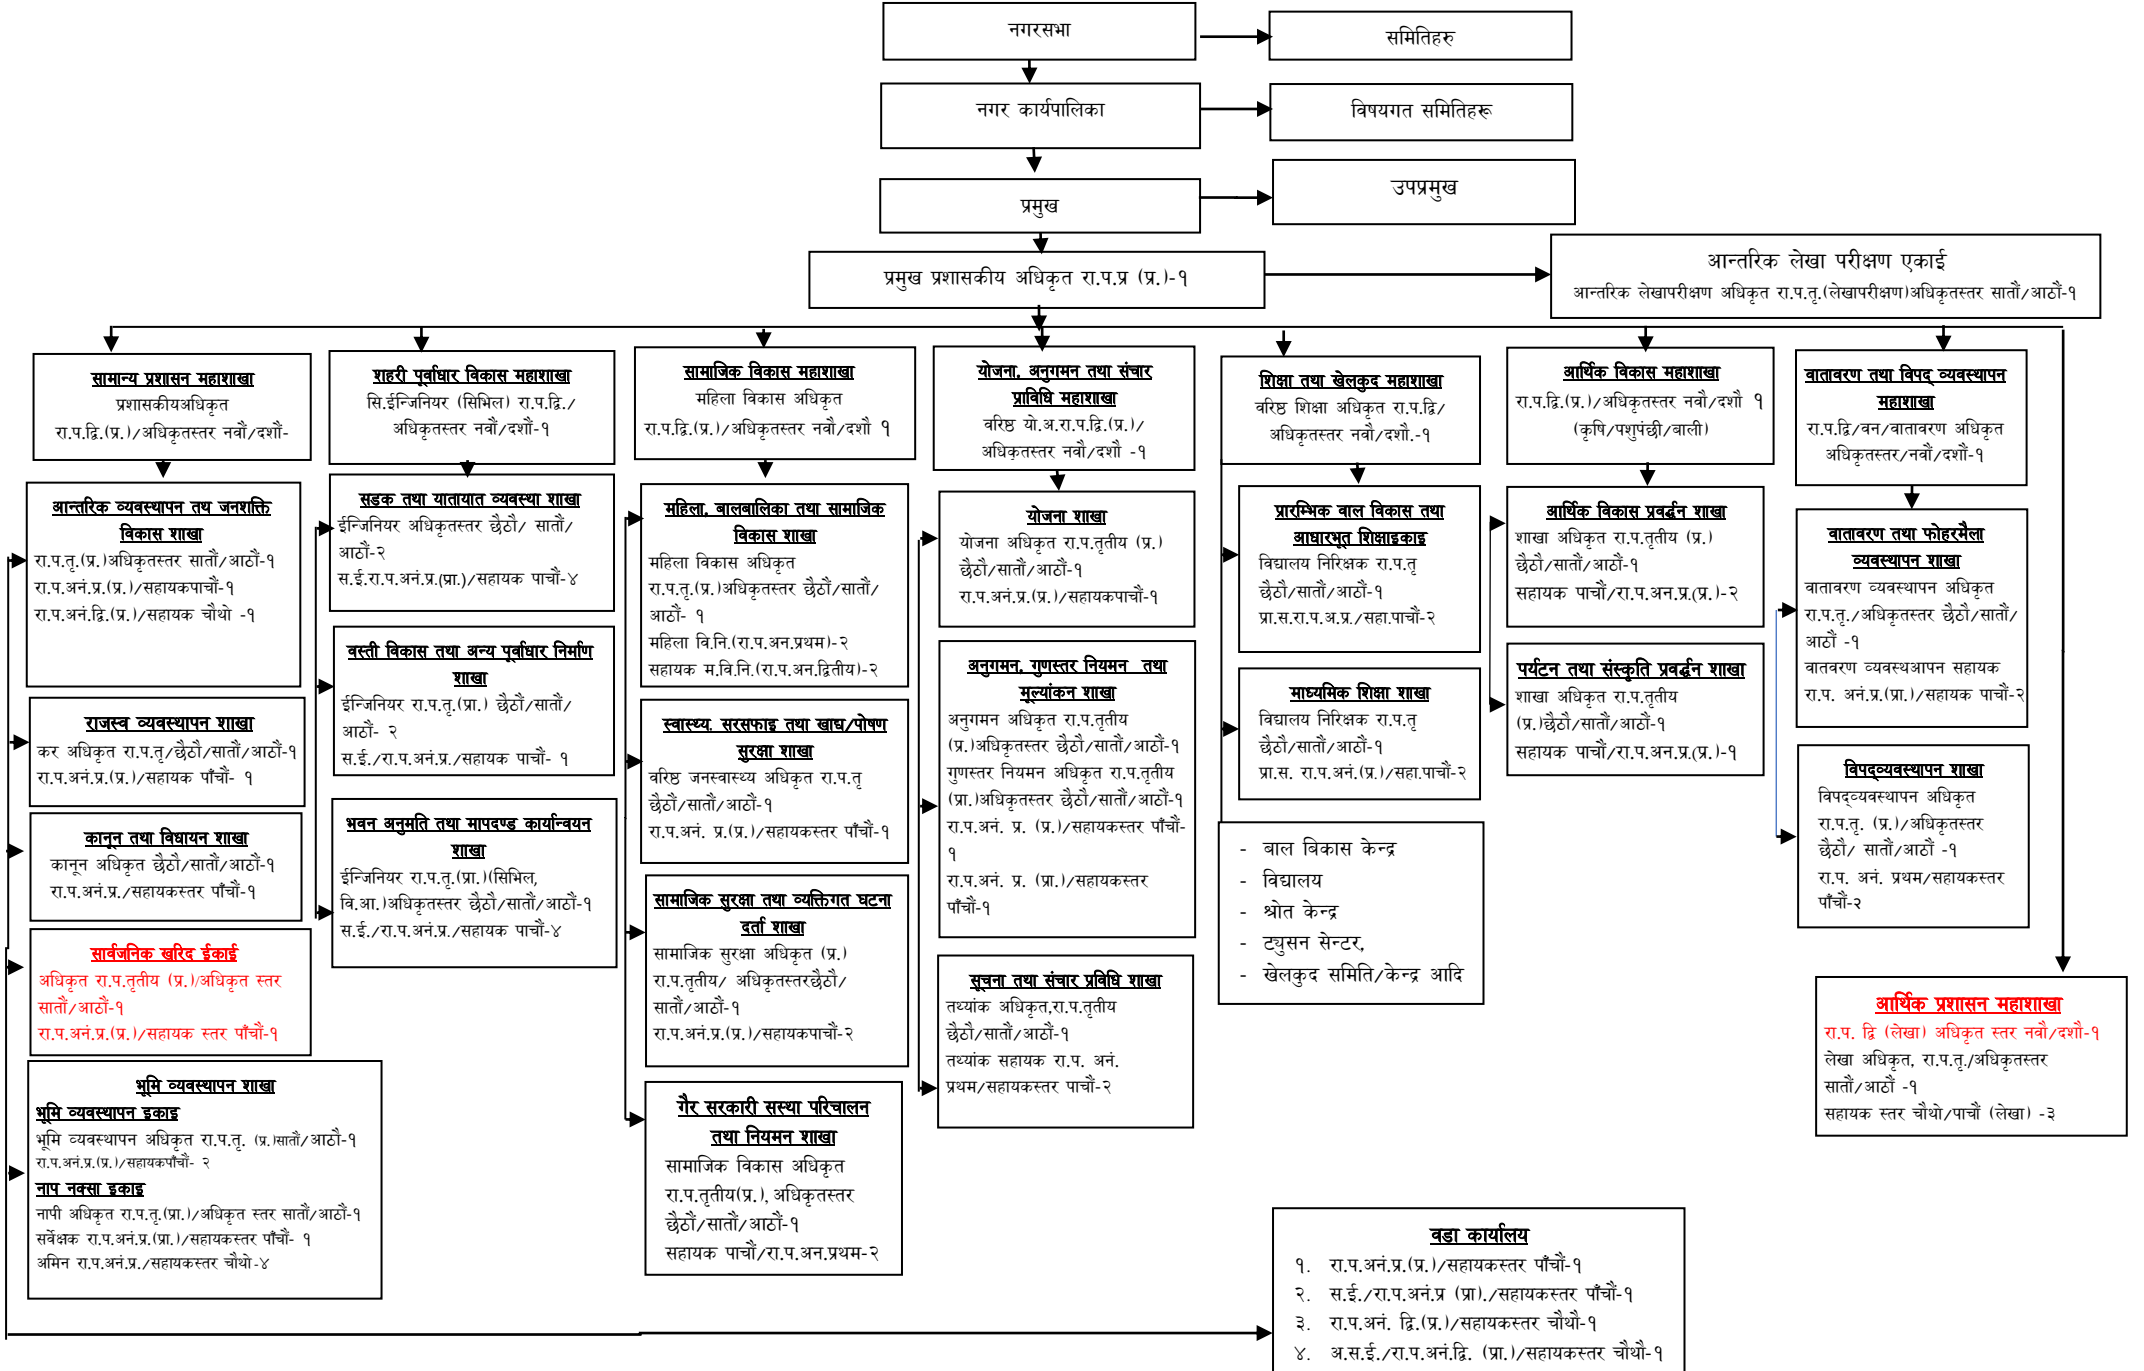 नगरसभा
समितिहरु
नगर कार्यपालिका
विषयगत समितिहरू
प्रमुख
उपप्रमुख
प्रमुख प्रशासकीय अधिकृत रा.प.प्र (प्र.)-१
आन्तरिक लेखा परीक्षण एकाई
आन्तरिक लेखापरीक्षण अधिकृत रा.प.तृ.(लेखापरीक्षण)अधिकृतस्तर सातौं/आठौं-१
सामान्य प्रशासन महाशाखा
प्रशासकीयअधिकृत
रा.प.द्वि.(प्र.)/अधिकृतस्तर नवौं/दशौं-
आन्तरिक व्यवस्थापन तथ जनशक्ति
विकास शाखा
रा.प.तृ.(प्र.)अधिकृतस्तर सातौं/आठौं-१
रा.प.अनं.प्र.(प्र.)/सहायकपाचौं-१
रा.प.अनं.द्वि.(प्र.)/सहायक चौथो -१
राजस्व व्यवस्थापन शाखा
कर अधिकृत रा.प.तृ/छैठौ/सातौं/आठौं-१
रा.प.अनं.प्र.(प्र.)/सहायक पाँचौं- १
कानून तथा विधायन शाखा
कानून अधिकृत छैठौ/सातौं/आठौं-१
रा.प.अनं.प्र./सहायकस्तर पाँचौं-१
सार्वजनिक खरिद ईकाई
अधिकृत रा.प.तृतीय (प्र.)/अधिकृत स्तर
सातौं/आठौं-१
रा.प.अनं.प्र.(प्र.)/सहायक स्तर पाँचौं-१
भूमि व्यवस्थापन शाखा
भूमि व्यवस्थापन इकाइ
भूमि व्यवस्थापन अधिकृत रा.प.तृ. (प्र.)सातौं/आठौ-१
रा.प.अनं.प्र.(प्र.)/सहायकपाँचौं- २
नाप नक्सा इकाइ
नापी अधिकृत रा.प.तृ.(प्रा.)/अधिकृत स्तर सातौं/आठौं-१
सर्वेक्षक रा.प.अनं.प्र.(प्रा.)/सहायकस्तर पाँचौं- १
अमिन रा.प.अनं.प्र./सहायकस्तर चौथो-४
शहरी पूर्वाधार विकास महाशाखा
सि.ईन्जिनियर (सिभिल) रा.प.द्वि./
अधिकृतस्तर नवौं/दशौं-१
सडक तथा यातायात व्यवस्था शाखा
ईन्जिनियर अधिकृतस्तर छैठौ/ सातौं/
आठौं-२
स.ई.रा.प.अनं.प्र.(प्रा.)/सहायक पाचौं-४
वस्ती विकास तथा अन्य पूर्वाधार निर्माण
शाखा
ईन्जिनियर रा.प.तृ.(प्रा.) छैठौं/सातौं/
आठौं- २
स.ई./रा.प.अनं.प्र./सहायक पाचौं- १
भवन अनुमति तथा मापदण्ड कार्यान्वयन
शाखा
ईन्जिनियर रा.प.तृ.(प्रा.)(सिभिल,
बि.आ.)अधिकृतस्तर छैठौ/सातौं/आठौं-१
स.ई./रा.प.अनं.प्र./सहायक पाचौं-४
सामाजिक विकास महाशाखा
महिला विकास अधिकृत
रा.प.द्वि.(प्र.)/अधिकृतस्तर नवौ/दशौ १
महिला, बालबालिका तथा सामाजिक
विकास शाखा
महिला विकास अधिकृत
रा.प.तृ.(प्र.)अधिकृतस्तर छैठौ/सातौं/
आठौं- १
महिला वि.नि.(रा.प.अन.प्रथम)-२
सहायक म.वि.नि.(रा.प.अन.द्वितीय)-२
स्वास्थ्य, सरसफाइ तथा खाद्य/पोषण
सुरक्षा शाखा
वरिष्ठ जनस्वास्थ्य अधिकृत रा.प.तृ
छैठौं/सातौं/आठौं-१
रा.प.अनं. प्र.(प्र.)/सहायकस्तर पाँचौं-१
सामाजिक सुरक्षा तथा व्यक्तिगत घटना
दर्ता शाखा
सामाजिक सुरक्षा अधिकृत (प्र.)
रा.प.तृतीय/ अधिकृतस्तरछैठौ/
सातौं/आठौं-१
रा.प.अनं.प्र.(प्र.)/सहायकपाचौं-२
गैर सरकारी सस्था परिचालन
तथा नियमन शाखा
सामाजिक विकास अधिकृत
रा.प.तृतीय(प्र.), अधिकृतस्तर
छैठौं/सातौं/आठौं-१
सहायक पाचौं/रा.प.अन.प्रथम-२
योजना, अनुगमन तथा संचार
प्राविधि महाशाखा
वरिष्ठ यो.अ.रा.प.द्वि.(प्र.)/
अधिकृतस्तर नवौ/दशौ -१
योजना शाखा
योजना अधिकृत रा.प.तृतीय (प्र.)
छैठौ/सातौं/आठौं-१
रा.प.अनं.प्र.(प्र.)/सहायकपाचौं-१
अनुगमन, गुणस्तर नियमन तथा
मूल्यांकन शाखा
अनुगमन अधिकृत रा.प.तृतीय
(प्र.)अधिकृतस्तर छैठौ/सातौं/आठौं-१
गुणस्तर नियमन अधिकृत रा.प.तृतीय
(प्रा.)अधिकृतस्तर छैठौ/सातौं/आठौं-१
रा.प.अनं. प्र. (प्र.)/सहायकस्तर पाँचौं-
१
रा.प.अनं. प्र. (प्रा.)/सहायकस्तर
पाँचौं-१
सूचना तथा संचार प्रविधि शाखा
तथ्यांक अधिकृत,रा.प.तृतीय
छैठौ/सातौं/आठौं-१
तथ्यांक सहायक रा.प. अनं.
प्रथम/सहायकस्तर पाचौं-२
शिक्षा तथा खेलकुद महाशाखा
वरिष्ठ शिक्षा अधिकृत रा.प.द्वि/
अधिकृतस्तर नवौ/दशौ.-१
प्रारम्भिक वाल विकास तथा
आधारभूत शिक्षाइकाइ
विद्यालय निरिक्षक रा.प.तृ
छैठौ/सातौं/आठौं-१
प्रा.स.रा.प.अ.प्र./सहा.पाचौं-२
माध्यमिक शिक्षा शाखा
विद्यालय निरिक्षक रा.प.तृ
छैठौ/सातौं/आठौं-१
प्रा.स. रा.प.अनं.(प्र.)/सहा.पाचौं-२
- बाल बिकास केन्द्र
- विद्यालय
- श्रोत केन्द्र
- ट्युसन सेन्टर,
- खेलकुद समिति/केन्द्र आदि
आर्थिक विकास महाशाखा
रा.प.द्वि.(प्र.)/अधिकृतस्तर नवौ/दशौ १
(कृषि/पशुपंछी/बाली)
आर्थिक विकास प्रवर्द्धन शाखा
शाखा अधिकृत रा.प.तृतीय (प्र.)
छैठौ/सातौं/आठौं-१
सहायक पाचौं/रा.प.अन.प्र.(प्र.)-२
पर्यटन तथा संस्कृति प्रवर्द्धन शाखा
शाखा अधिकृत रा.प.तृतीय
(प्र.)छैठौ/सातौं/आठौं-१
सहायक पाचौं/रा.प.अन.प्र.(प्र.)-१
वातावरण तथा विपद् व्यवस्थापन
महाशाखा
रा.प.द्वि/वन/वातावरण अधिकृत
अधिकृतस्तर/नवौं/दशौं-१
वातावरण तथा फोहरमैला
व्यवस्थापन शाखा
वातावरण व्यवस्थापन अधिकृत
रा.प.तृ./अधिकृतस्तर छैठौ/सातौं/
आठौं -१
वातवरण व्यवस्थआपन सहायक
रा.प. अनं.प्र.(प्रा.)/सहायक पाचौं-२
विपद्व्यवस्थापन शाखा
विपद्व्यवस्थापन अधिकृत
रा.प.तृ. (प्र.)/अधिकृतस्तर
छैठौ/ सातौं/आठौं -१
रा.प. अनं. प्रथम/सहायकस्तर
पाँचौं-२
आर्थिक प्रशासन महाशाखा
रा.प. द्वि (लेखा) अधिकृत स्तर नवौ/दशौ-१
लेखा अधिकृत, रा.प.तृ./अधिकृतस्तर
सातौं/आठौं -१
सहायक स्तर चौथो/पाचौं (लेखा) -३
वडा कार्यालय
१. रा.प.अनं.प्र.(प्र.)/सहायकस्तर पाँचौं-१
२. स.ई./रा.प.अनं.प्र (प्रा)./सहायकस्तर पाँचौं-१
३. रा.प.अनं. द्वि.(प्र.)/सहायकस्तर चौथौ-१
४. अ.स.ई./रा.प.अनं.द्वि. (प्रा.)/सहायकस्तर चौथौ-१